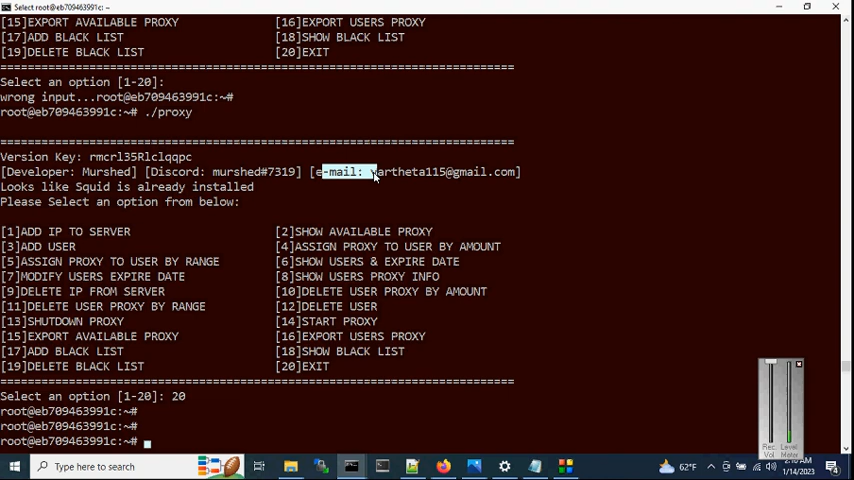 Select root@eb709463991c: ~
[15]EXPORT AVAILABLE PROXY [16]EXPORT USERS PROXY
[17]ADD BLACK LIST [18]SHOW BLACK LIST
[19]DELETE BLACK LIST [20]EXIT
================================================================================
Select an option [1-20]:
wrong input...root@eb709463991c:~#
root@eb709463991c:~# ./proxy
================================================================================
Version Key: rmcrl35Rlclqqpc
[Developer: Murshed] [Discord: murshed#7319] [e-mail: vartheta115@gmail.com]
Looks like Squid is already installed
Please Select an option from below:
[1]ADD IP TO SERVER [2]SHOW AVAILABLE PROXY
[3]ADD USER [4]ASSIGN PROXY TO USER BY AMOUNT
[5]ASSIGN PROXY TO USER BY RANGE [6]SHOW USERS & EXPIRE DATE
[7]MODIFY USERS EXPIRE DATE [8]SHOW USERS PROXY INFO
[9]DELETE IP FROM SERVER [10]DELETE USER PROXY BY AMOUNT
[11]DELETE USER PROXY BY RANGE [12]DELETE USER
[13]SHUTDOWN PROXY [14]START PROXY
[15]EXPORT AVAILABLE PROXY [16]EXPORT USERS PROXY
[17]ADD BLACK LIST [18]SHOW BLACK LIST
[19]DELETE BLACK LIST [20]EXIT
================================================================================
Select an option [1-20]: 20
root@eb709463991c:~#
root@eb709463991c:~#
root@eb709463991c:~#
Rec. Level
Vol Meter
Type here to search
62°F
1/14/2023